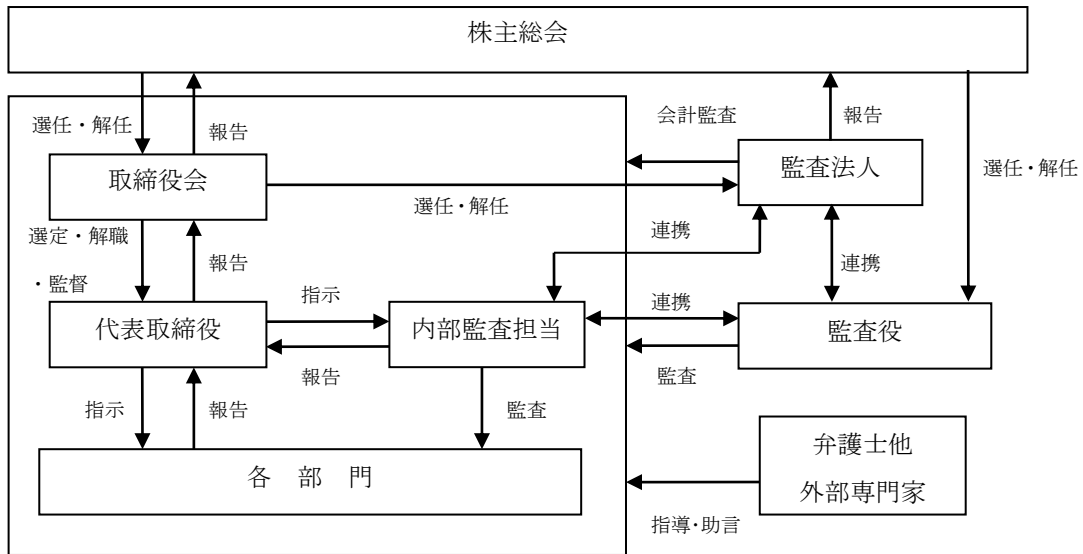 株主総会
選任・解任
報告
会計監査
報告
選任・解任
取締役会
監査法人
選任・解任
選定・解職
・監督
報告
連携
連携
指示
連携
代表取締役
内部監査担当
監査役
報告
監査
指示
報告
監査
各　部　門
弁護士他
外部専門家
指導・助言